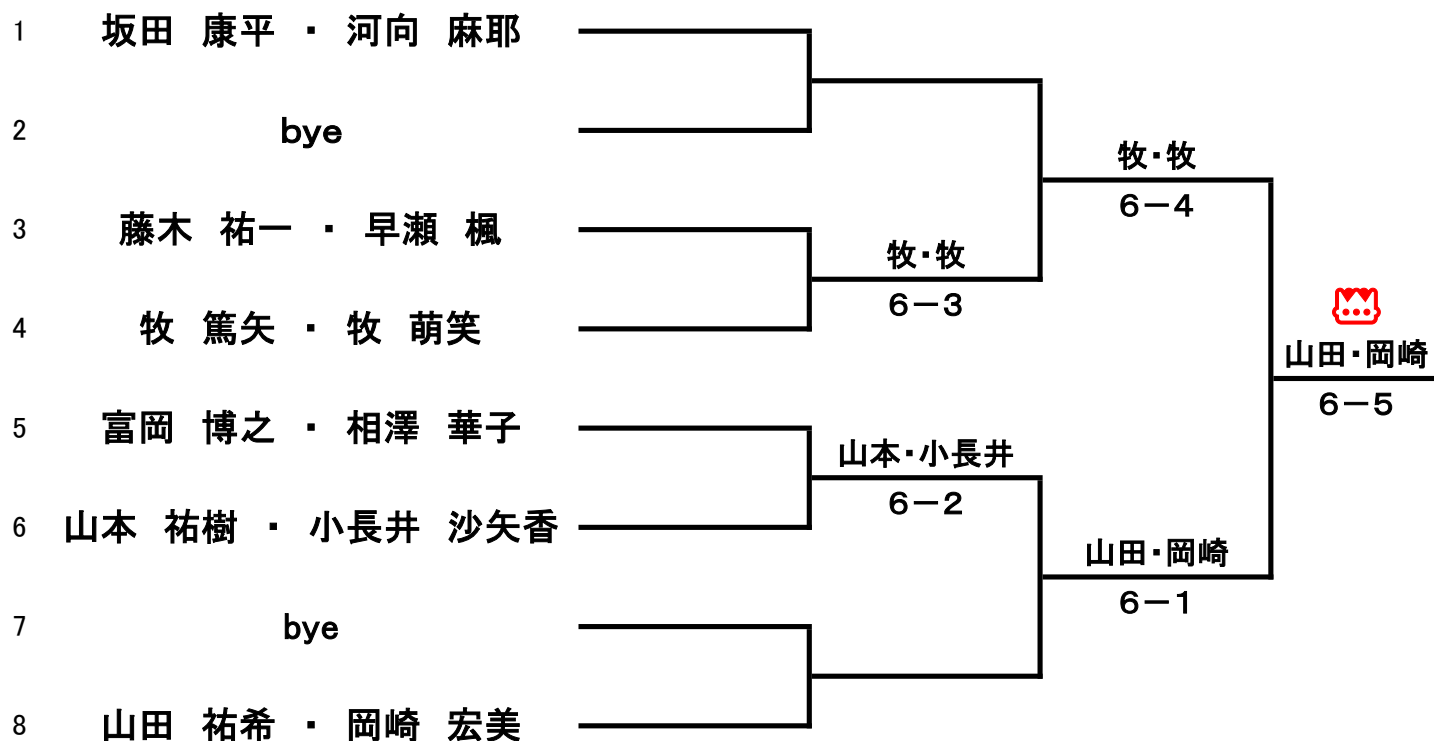 1 坂田 康平 ・ 河向 麻耶
2 bye
牧・牧
6-4
3 藤木 祐一 ・ 早瀬 楓
牧・牧
6-3
4 牧 篤矢 ・ 牧 萌笑
山田・岡崎
6-5
5 富岡 博之 ・ 相澤 華子
山本・小長井
6-2
6 山本 祐樹 ・ 小長井 沙矢香
山田・岡崎
6-1
7 bye
8 山田 祐希 ・ 岡崎 宏美